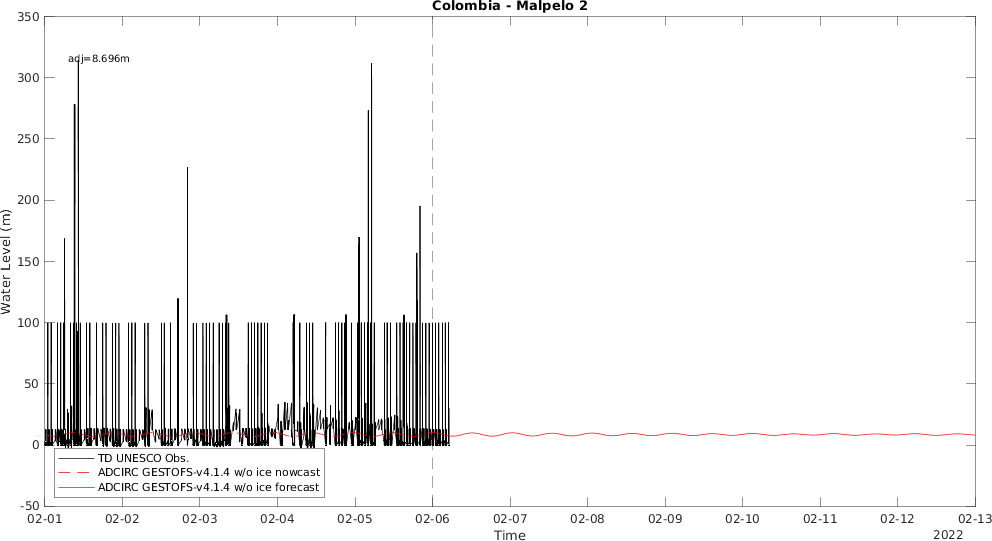 Colombia - Malpelo 2
350
300
250
200
150
100
50
0
-50
Water Level (m)
adj=8.696m
TD UNESCO Obs.
ADCIRC GESTOFS-v4.1.4 w/o ice nowcast
ADCIRC GESTOFS-v4.1.4 w/o ice forecast
02-01 02-02 02-03 02-04 02-05 02-06 02-07 02-08 02-09 02-10 02-11 02-12 02-13
Time
2022